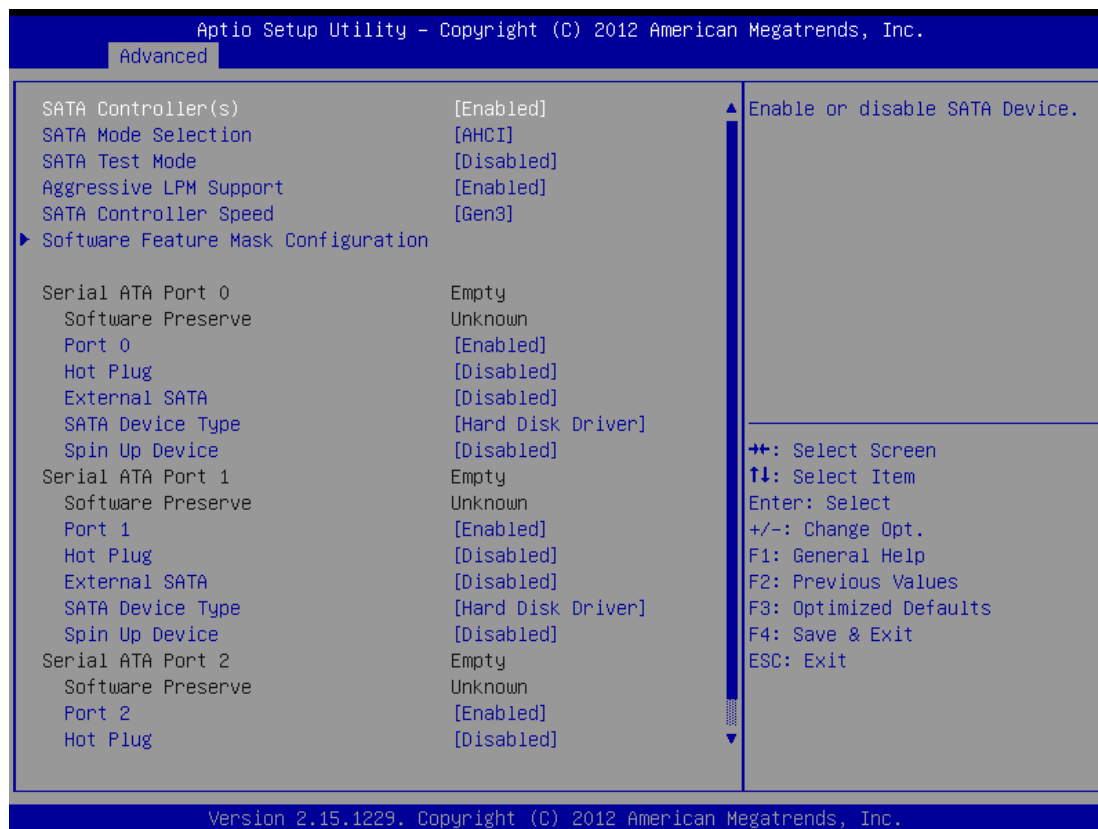 Aptio Setup Utility – Copyright (C) 2012 American Megatrends, Inc.
Advanced
SATA Controller(s) [Enabled]
SATA Mode Selection [AHCI]
SATA Test Mode [Disabled]
Aggressive LPM Support [Enabled]
SATA Controller Speed [Gen3]
Software Feature Mask Configuration
Serial ATA Port 0 Empty
Software Preserve Unknown
Port 0 [Enabled]
Hot Plug [Disabled]
External SATA [Disabled]
SATA Device Type [Hard Disk Driver]
Spin Up Device [Disabled]
Serial ATA Port 1 Empty
Software Preserve Unknown
Port 1 [Enabled]
Hot Plug [Disabled]
External SATA [Disabled]
SATA Device Type [Hard Disk Driver]
Spin Up Device [Disabled]
Serial ATA Port 2 Empty
Software Preserve Unknown
Port 2 [Enabled]
Hot Plug [Disabled]
Enable or disable SATA Device.
→←: Select Screen
↑↓: Select Item
Enter: Select
+/-: Change Opt.
F1: General Help
F2: Previous Values
F3: Optimized Defaults
F4: Save & Exit
ESC: Exit
Version 2.15.1229. Copyright (C) 2012 American Megatrends, Inc.